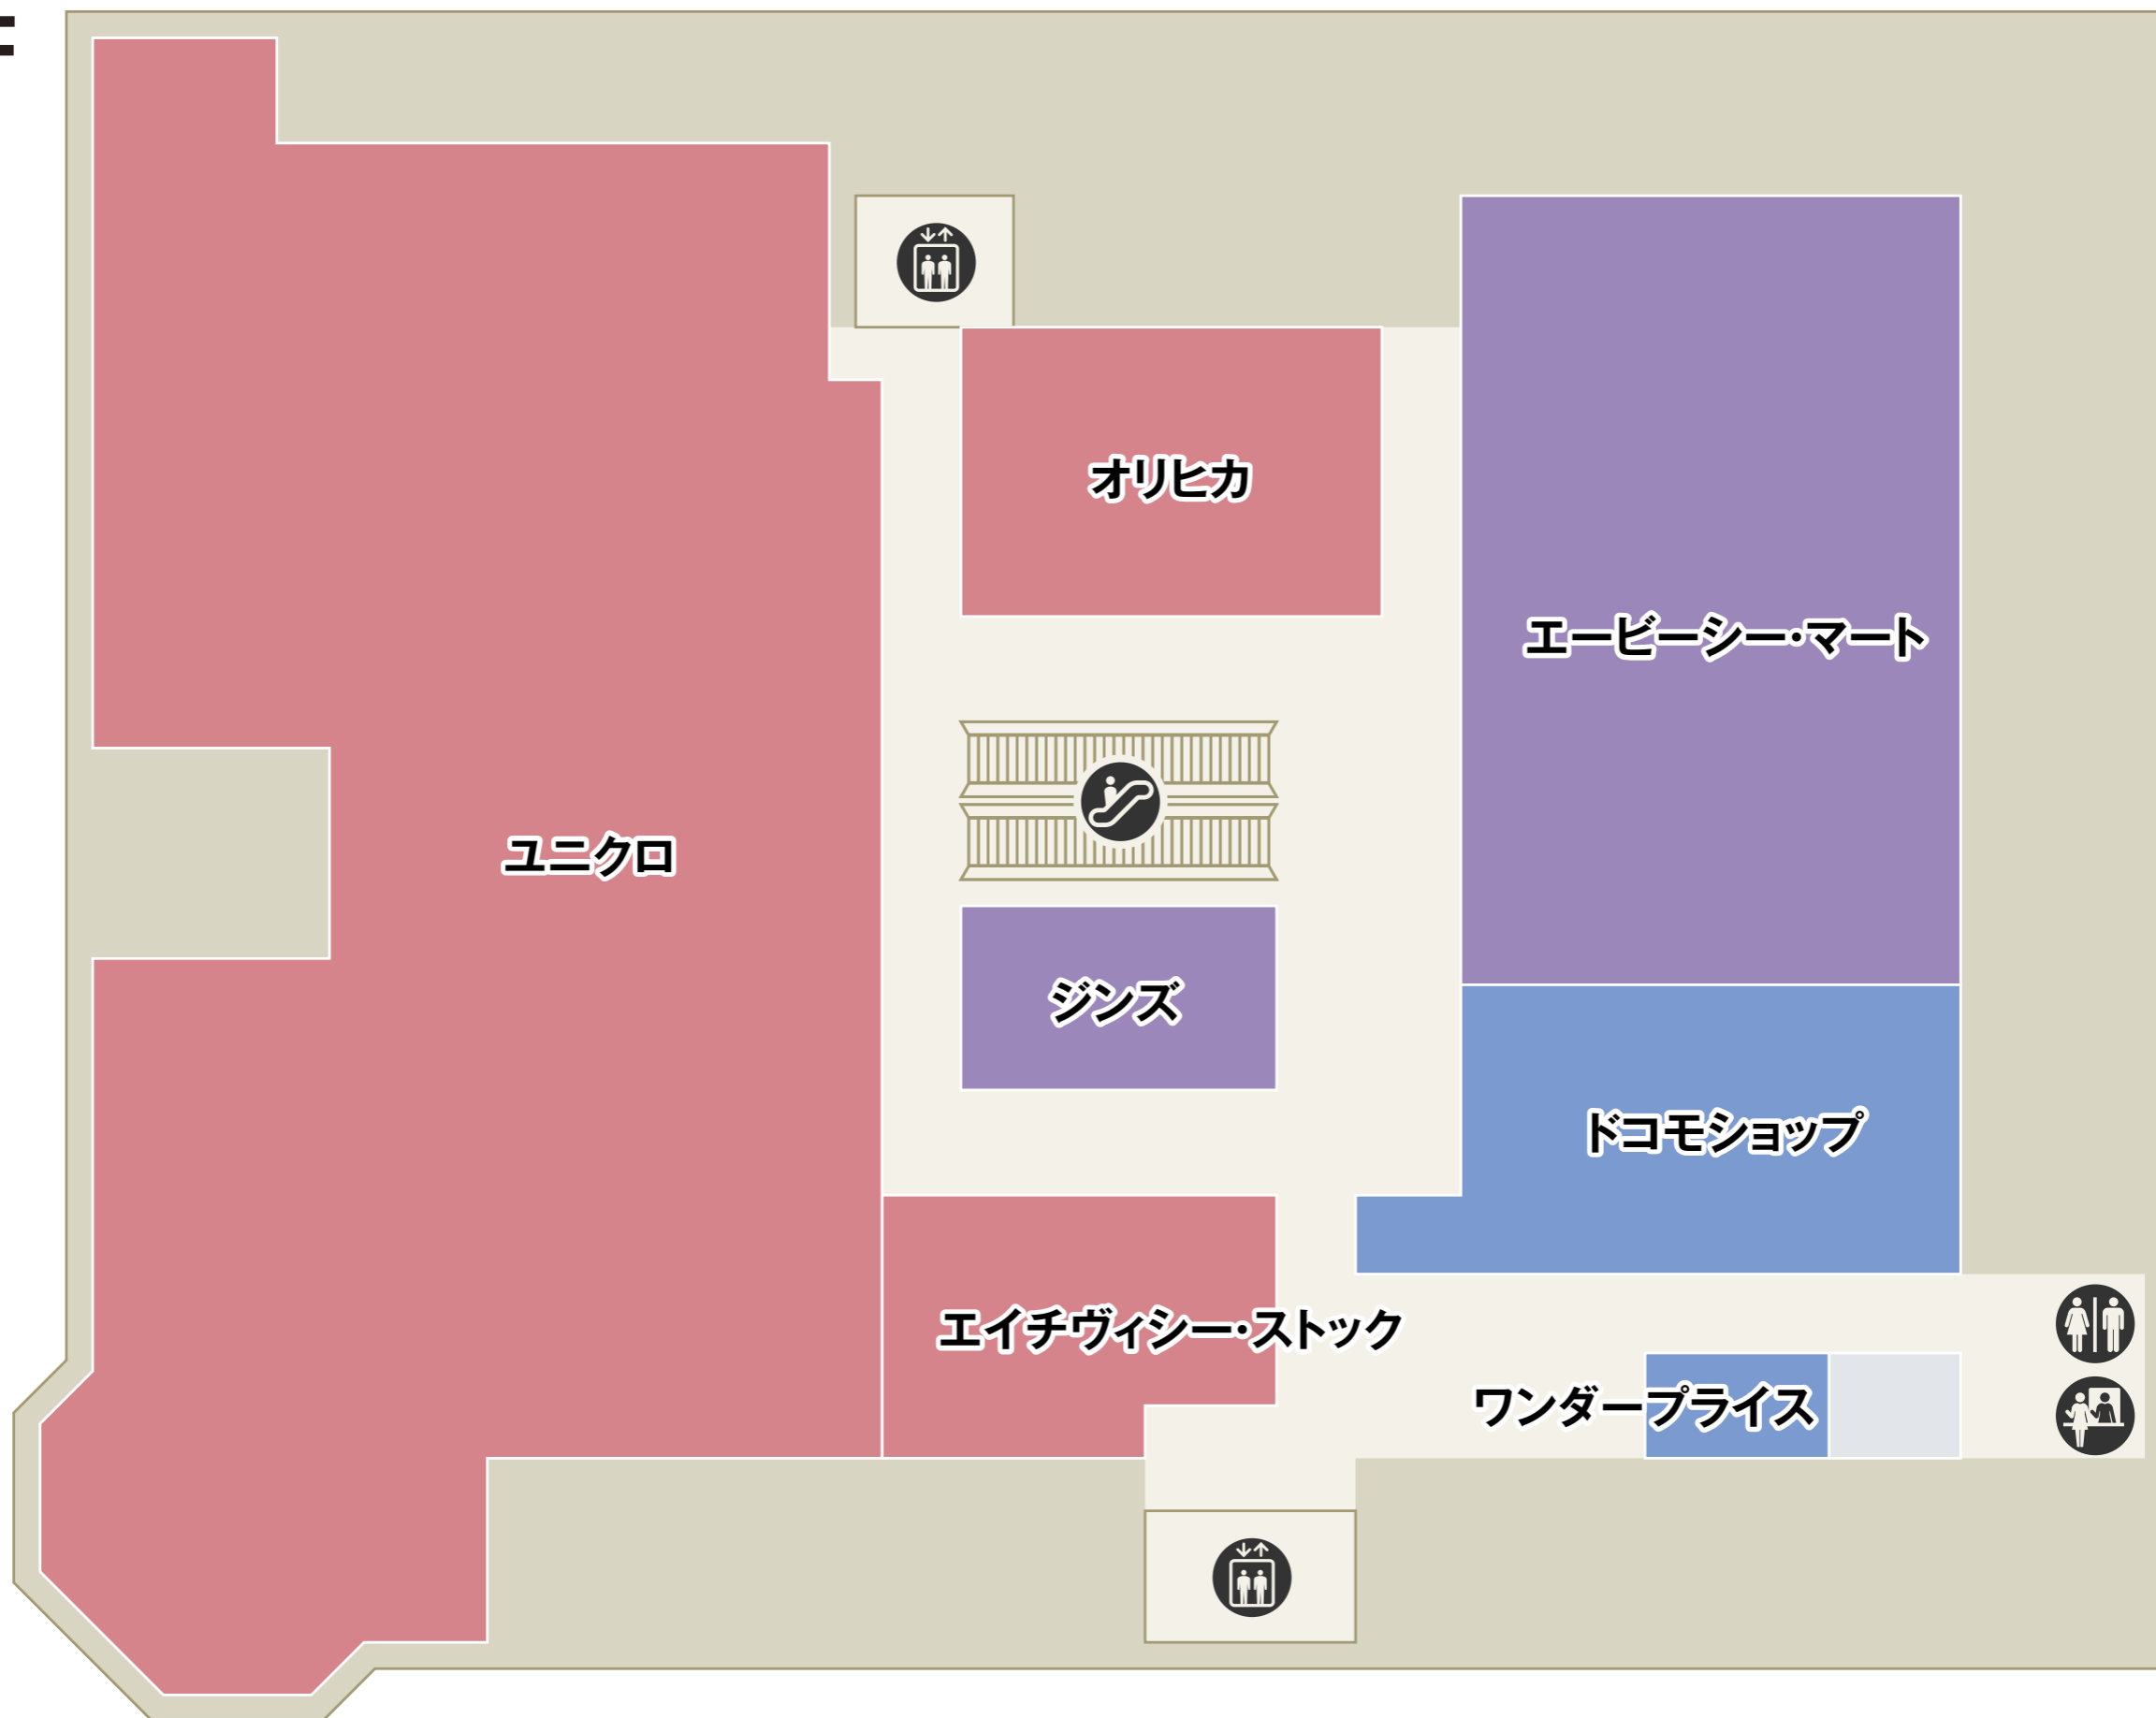 オリヒカ
エービーシー・マート
ユニクロ
ジンズ
ドコモショップ
エイチヴィシー・ストック
ワンダープライス